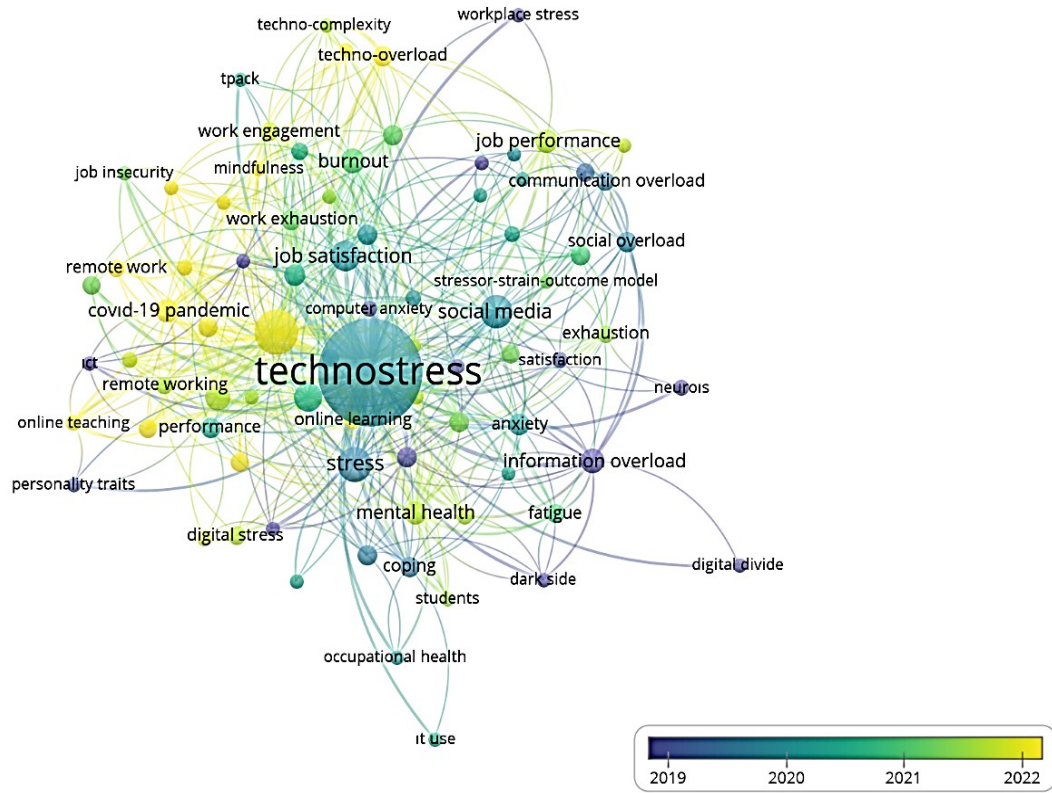 workplace stress
techno-complexity
techno-overload
tpack
work engagement
job performance
burnout
mindfulness
job insecurity
communication overload
work exhaustion
social overload
job satisfaction
remote work
stressor-strain-outcome model
covid-19 pandemic
computer anxiety
social media
exhaustion
satisfaction
ict
technostress
remote working
neurois
online teaching
performance
online learning
anxiety
stress
information overload
personality traits
mental health
fatigue
digital stress
coping
dark side
digital divide
students
occupational health
it use
2019 2020 2021 2022